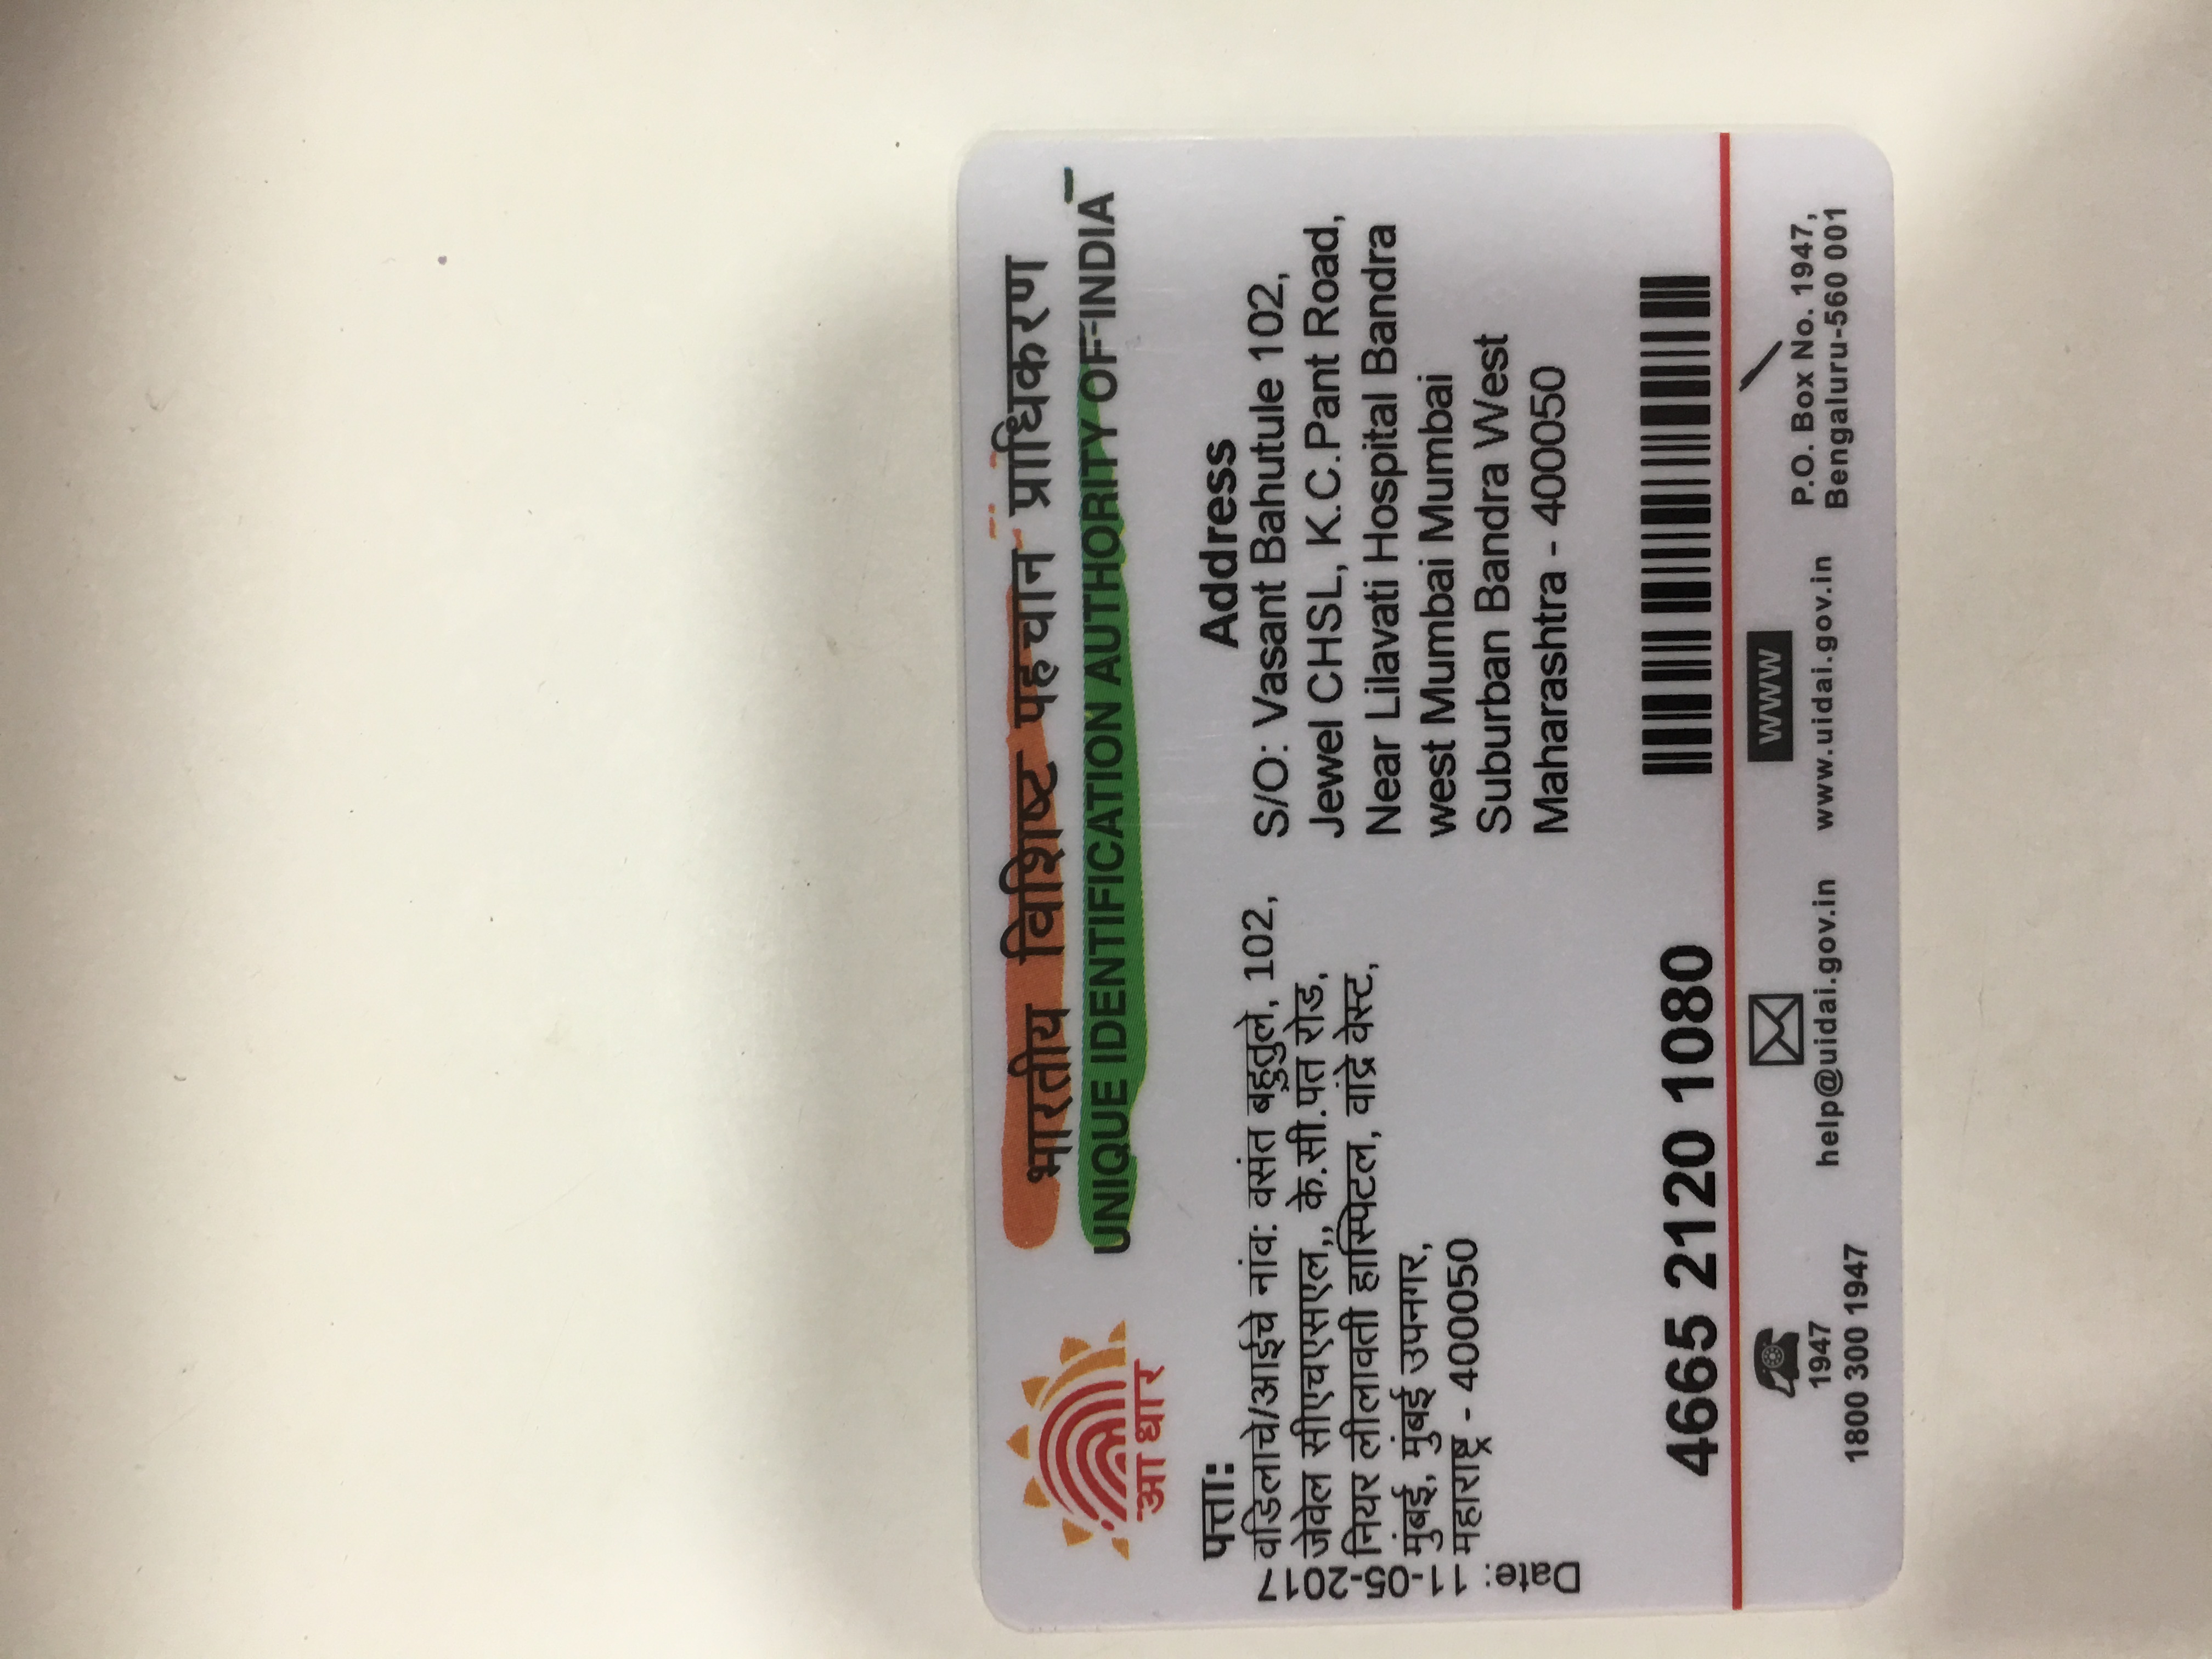 भारतीय विशिष्ट पहचान प्राधिकरण
UNIQUE IDENTIFICATION AUTHORITY OF INDIA
आधार
पत्ता:
वडिलाचे/आईचे नांव: वसंत बहुतुले, 102,
जेवेल सीएचएसएल,, के.सी.पंत रोड,
नियर लीलावती हास्पिटल, वांद्रे वेस्ट,
मुंबई, मुंबई उपनगर,
महाराष्ट्र - 400050
Date: 11-05-2017
Address
S/O: Vasant Bahutule 102,
Jewel CHSL, K.C.Pant Road,
Near Lilavati Hospital Bandra
west Mumbai Mumbai
Suburban Bandra West
Maharashtra - 400050
4665 2120 1080
1947
1800 300 1947
help@uidai.gov.in
WWW
www.uidai.gov.in
P.O. Box No. 1947,
Bengaluru-560 001